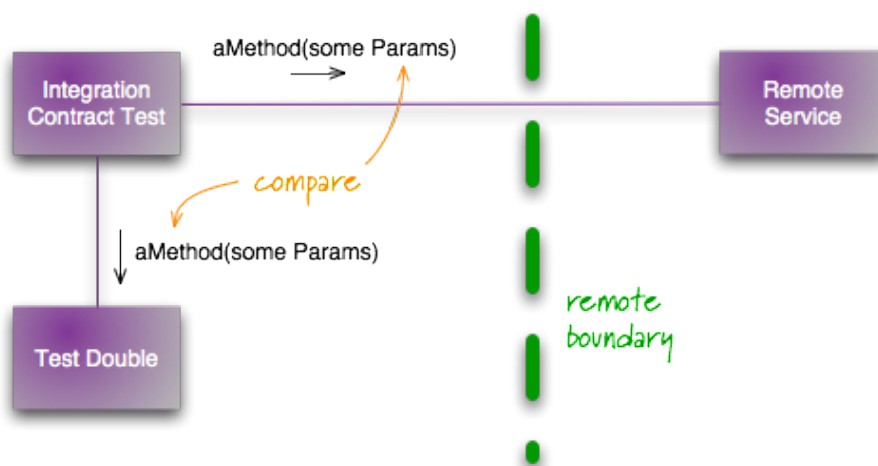 aMethod(some Params)
Integration
Contract Test
Remote
Service
compare
aMethod(some Params)
remote
boundary
Test Double